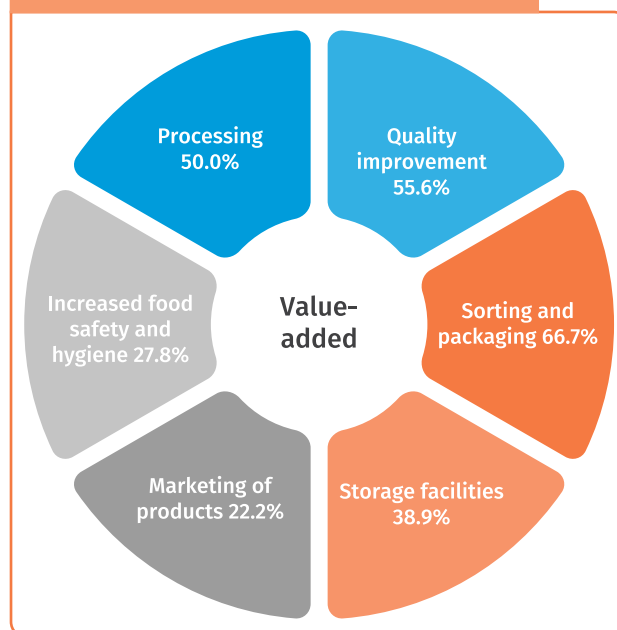 Processing
50.0%
Quality
improvement
55.6%
Sorting and
packaging 66.7%
Storage facilities
38.9%
Marketing of
products 22.2%
Increased food
safety and
hygiene 27.8%
Value-
added